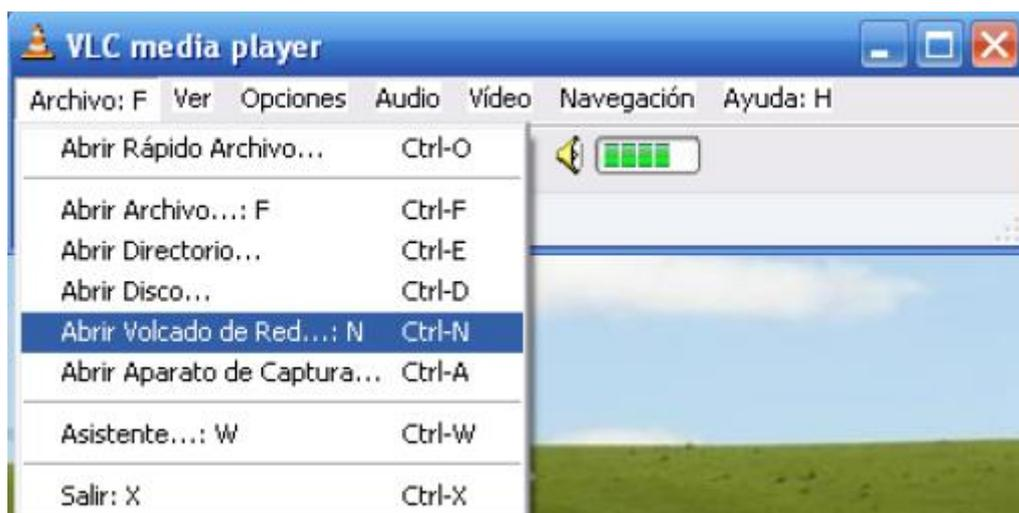 VLC media player
Archivo: F Ver Opciones Audio Vídeo Navegación Ayuda: H
Abrir Rápido Archivo... Ctrl-O
Abrir Archivo...: F Ctrl-F
Abrir Directorio... Ctrl-E
Abrir Disco... Ctrl-D
Abrir Volcado de Red...: N Ctrl-N
Abrir Aparato de Captura... Ctrl-A
Asistente...: W Ctrl-W
Salir: X Ctrl-X